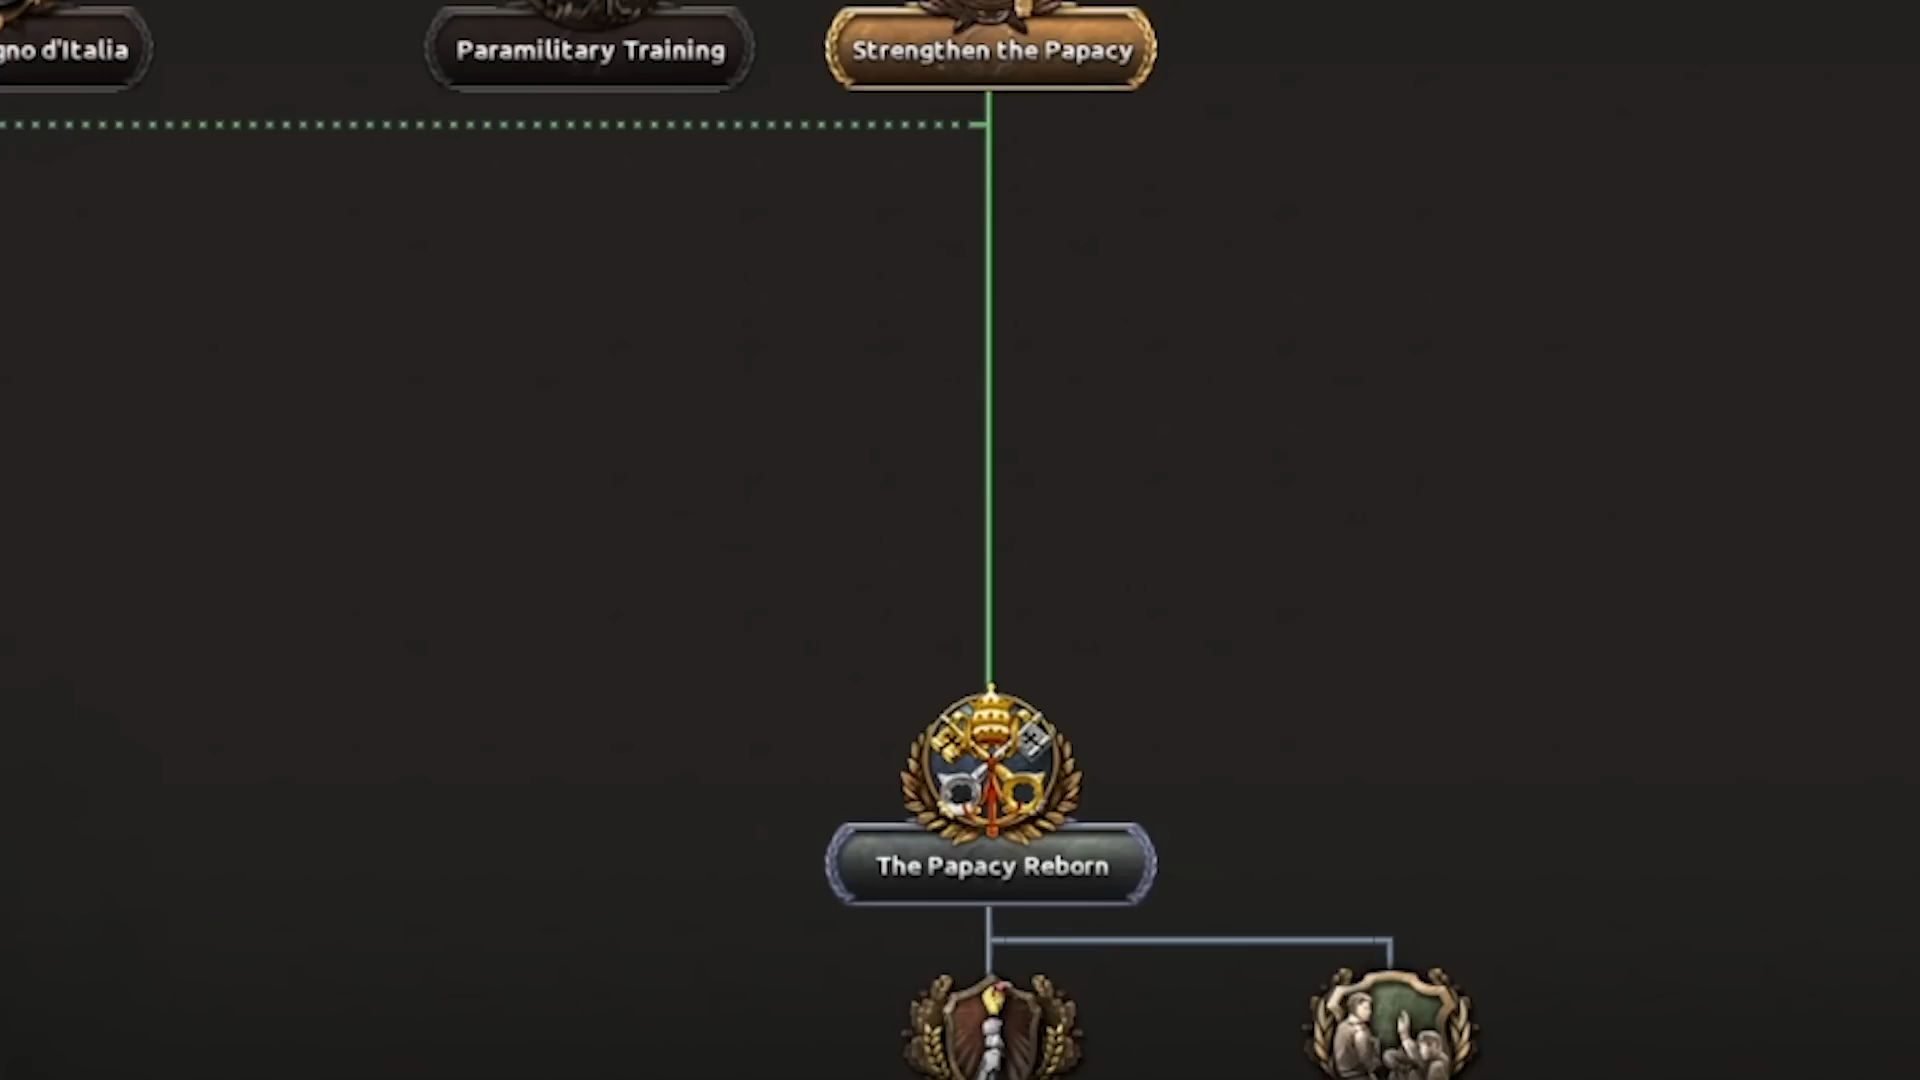 gno d'Italia
Paramilitary Training
Strengthen the Papacy
The Papacy Reborn